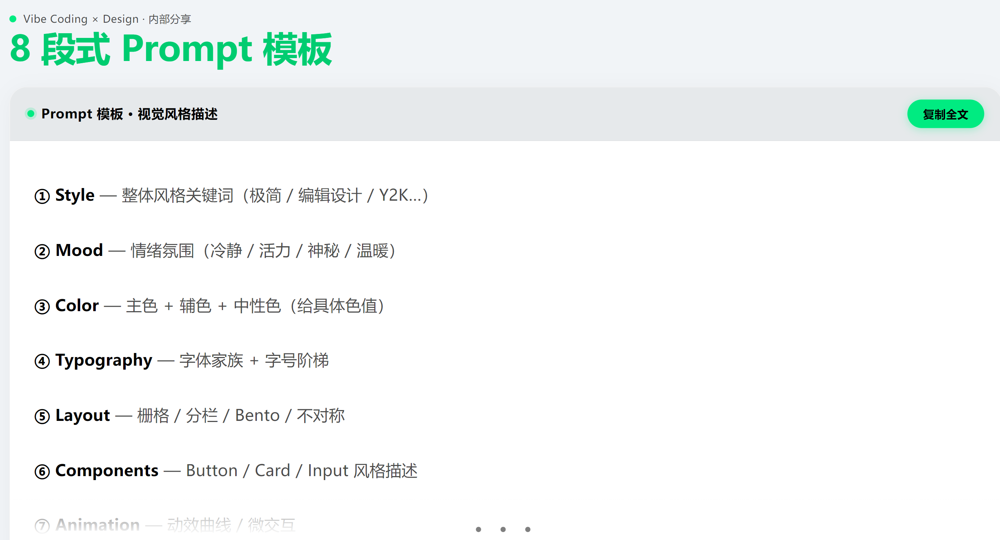 Vibe Coding × Design · 内部分享
8 段式 Prompt 模板
Prompt 模板 • 视觉风格描述
复制全文
① Style — 整体风格关键词（极简 / 编辑设计 / Y2K...）
② Mood — 情绪氛围（冷静 / 活力 / 神秘 / 温暖）
③ Color — 主色 + 辅色 + 中性色（给具体色值）
④ Typography — 字体家族 + 字号阶梯
⑤ Layout — 栅格 / 分栏 / Bento / 不对称
⑥ Components — Button / Card / Input 风格描述
⑦ Animation — 动效曲线 / 微交互